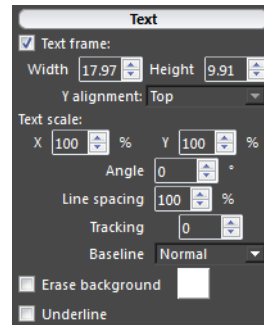 Text
Text frame:
Width 17.97 Height 9.91
Y alignment: Top
Text scale:
X 100 % Y 100 %
Angle 0 °
Line spacing 100 %
Tracking 0
Baseline Normal
Erase background
Underline